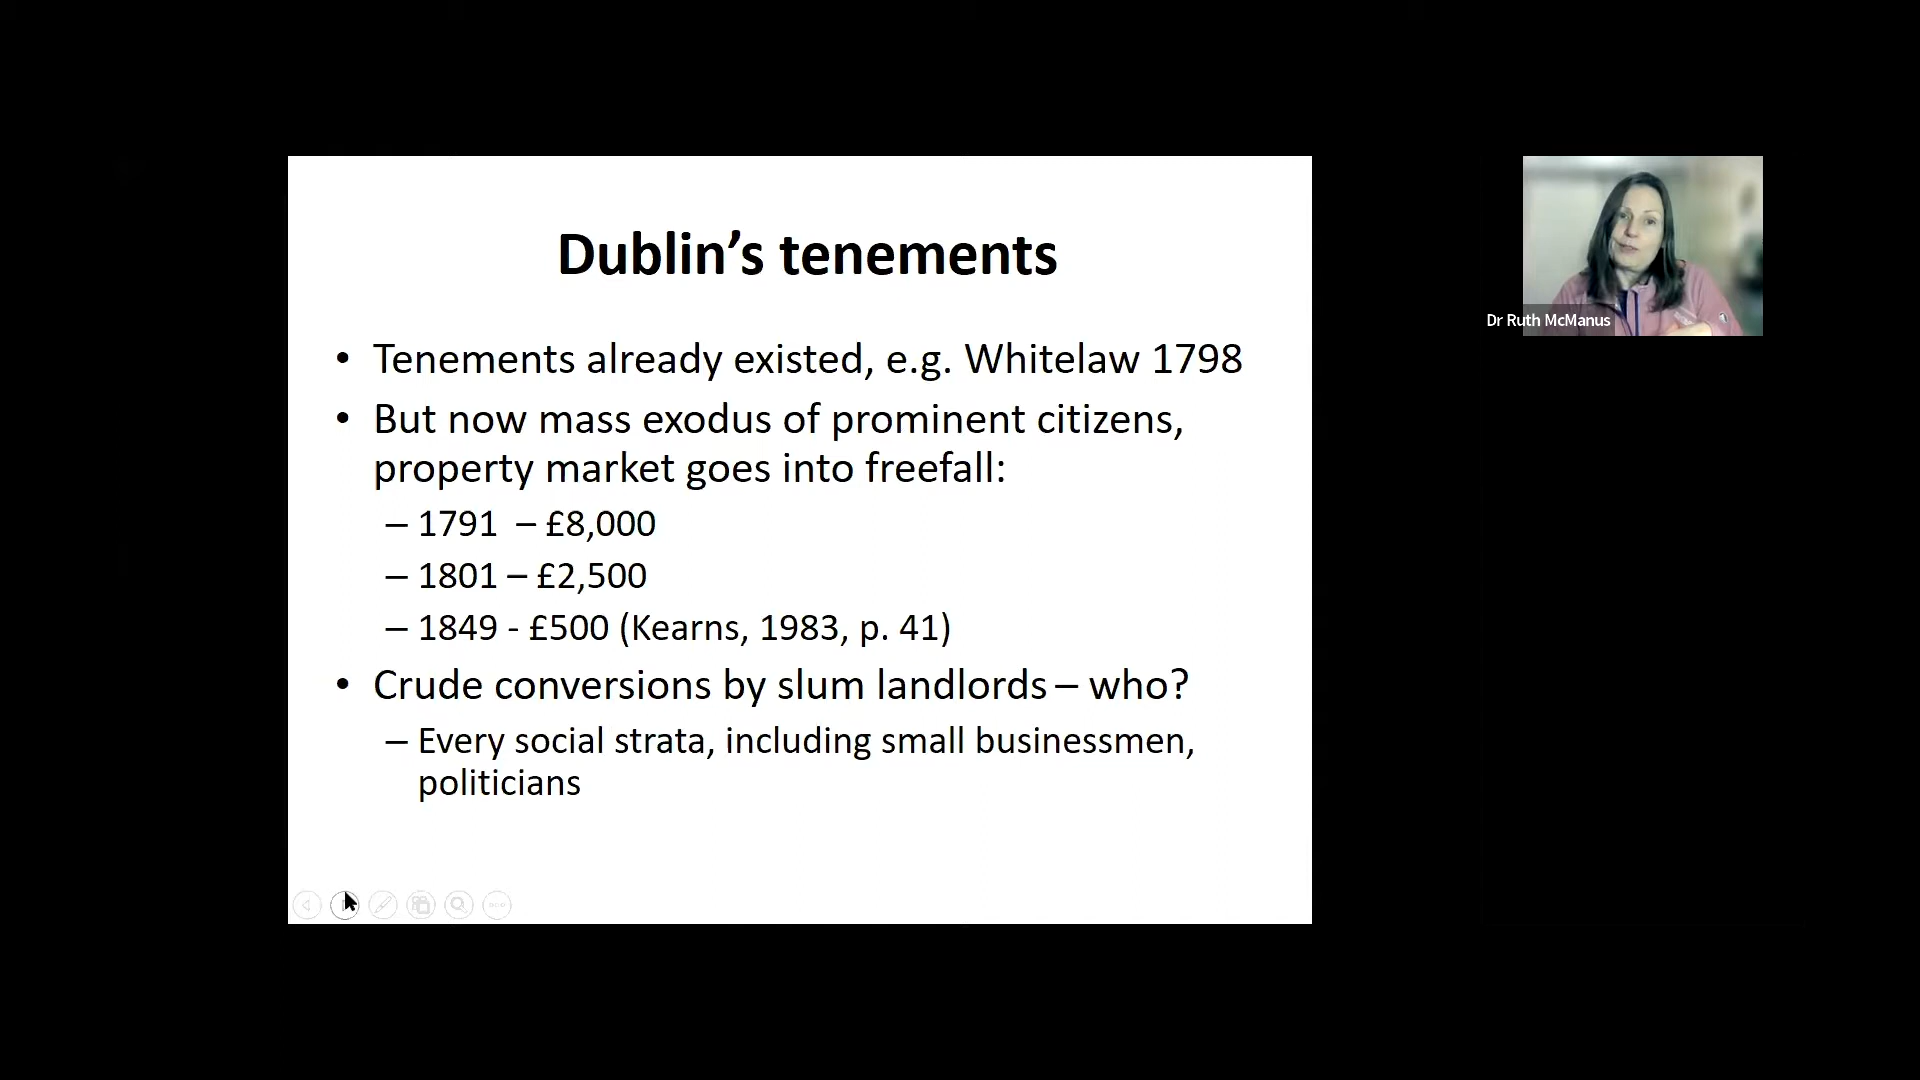 Dublin’s tenements
• Tenements already existed, e.g. Whitelaw 1798
• But now mass exodus of prominent citizens,
property market goes into freefall:
– 1791 – £8,000
– 1801 – £2,500
– 1849 - £500 (Kearns, 1983, p. 41)
• Crude conversions by slum landlords – who?
– Every social strata, including small businessmen,
politicians
Dr Ruth McManus